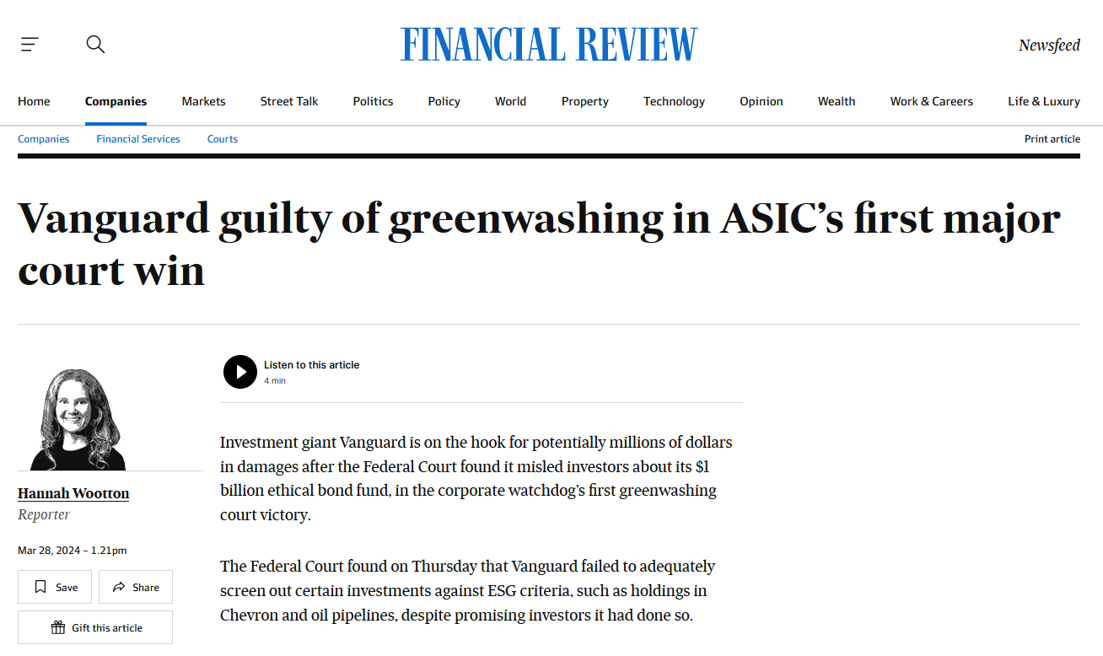 FINANCIAL REVIEW
Newsfeed
Home Companies Markets Street Talk Politics Policy World Property Technology Opinion Wealth Work & Careers Life & Luxury
Companies Financial Services Courts Print article
Vanguard guilty of greenwashing in ASIC’s first major
court win
Listen to this article
4 min
Hannah Wootton
Reporter
Mar 28, 2024 – 1.21pm
Save Share
Gift this article
Investment giant Vanguard is on the hook for potentially millions of dollars
in damages after the Federal Court found it misled investors about its $1
billion ethical bond fund, in the corporate watchdog’s first greenwashing
court victory.
The Federal Court found on Thursday that Vanguard failed to adequately
screen out certain investments against ESG criteria, such as holdings in
Chevron and oil pipelines, despite promising investors it had done so.